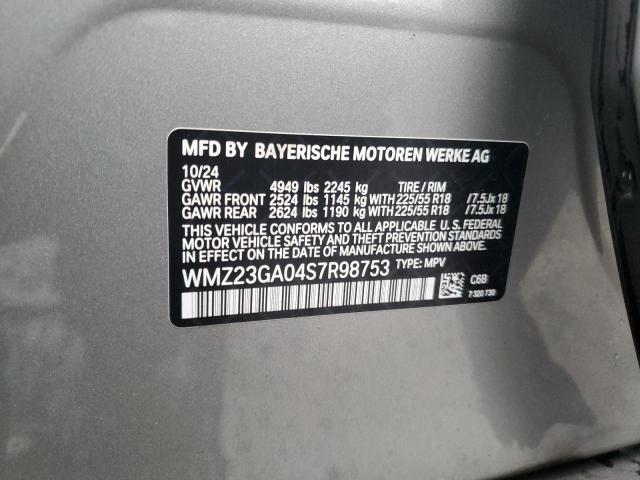 MFD BY BAYERISCHE MOTOREN WERKE AG
10/24
GVWR 4949 lbs 2245 kg TIRE / RIM
GAWR FRONT 2524 lbs 1145 kg WITH 225/55 R18 /7.5Jx18
GAWR REAR 2624 lbs 1190 kg WITH 225/55 R18 /7.5Jx18
THIS VEHICLE CONFORMS TO ALL APPLICABLE U.S. FEDERAL
MOTOR VEHICLE SAFETY AND THEFT PREVENTION STANDARDS
IN EFFECT ON THE DATE OF MANUFACTURE SHOWN ABOVE.
WMZ23GA04S7R98753 TYPE: MPV
C6B
7 320 730